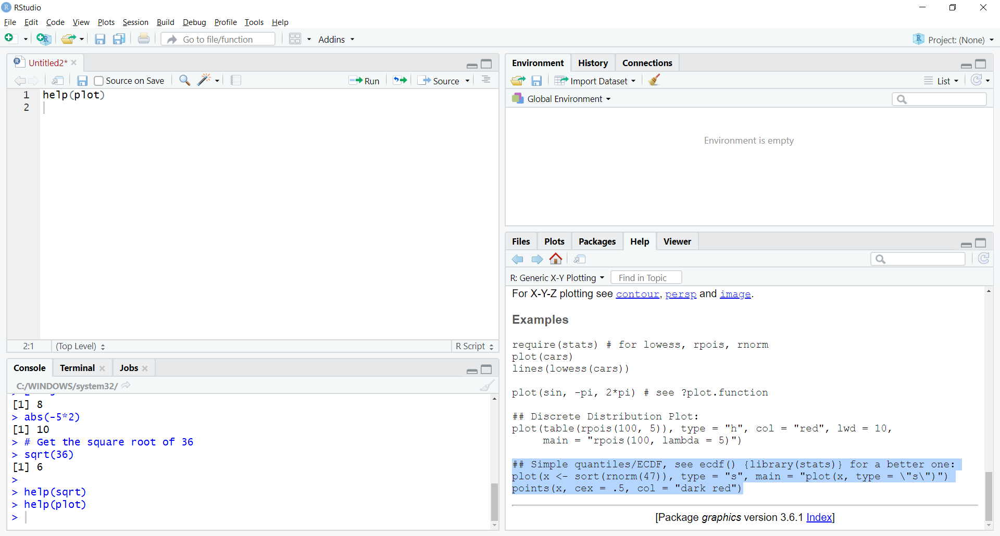 RStudio
File Edit Code View Plots Session Build Debug Profile Tools Help
Go to file/function Addins Project: (None)
Untitled2*
Source on Save Run Source
1 help(plot)
2
2:1 (Top Level) R Script
Console Terminal Jobs
C:/WINDOWS/system32/
[1] 8
> abs(-5*2)
[1] 10
> # Get the square root of 36
> sqrt(36)
[1] 6
>
> help(sqrt)
> help(plot)
>
Environment History Connections
Import Dataset List
Global Environment
Environment is empty
Files Plots Packages Help Viewer
R: Generic X-Y Plotting Find in Topic
For X-Y-Z plotting see contour, persp and image.
Examples
require(stats) # for lowess, rpois, rnorm
plot(cars)
lines(lowess(cars))
plot(sin, -pi, 2*pi) # see ?plot.function
## Discrete Distribution Plot:
plot(table(rpois(100, 5)), type = "h", col = "red", lwd = 10,
main = "rpois(100, lambda = 5)")
## Simple quantiles/ECDF, see ecdf() {library(stats)} for a better one:
plot(x <- sort(rnorm(47)), type = "s", main = "plot(x, type = \"s\")")
points(x, cex = .5, col = "dark red")
[Package graphics version 3.6.1 Index]